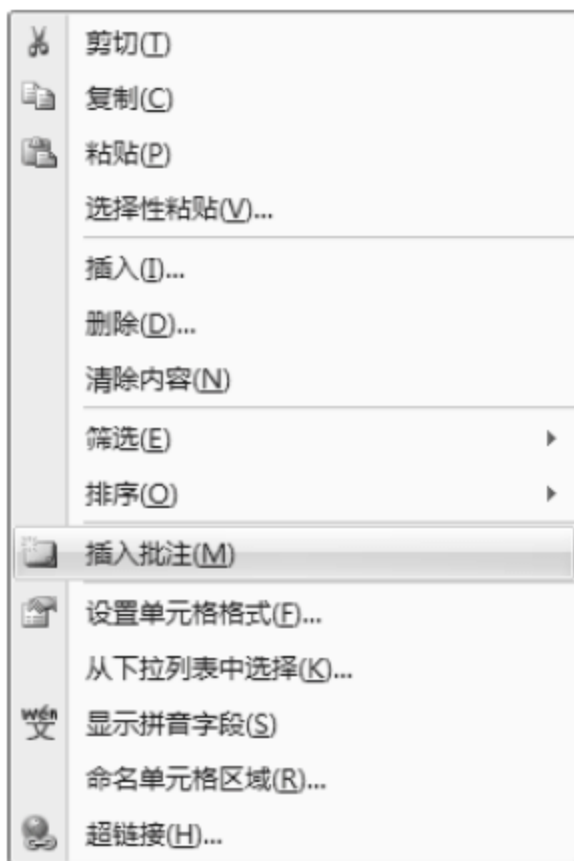 剪切(T)
复制(C)
粘贴(P)
选择性粘贴(V)...
插入(I)...
删除(D)...
清除内容(N)
筛选(E)
排序(O)
插入批注(M)
设置单元格格式(F)...
从下拉列表中选择(K)...
wén
文 显示拼音字段(S)
命名单元格区域(R)...
超链接(H)...